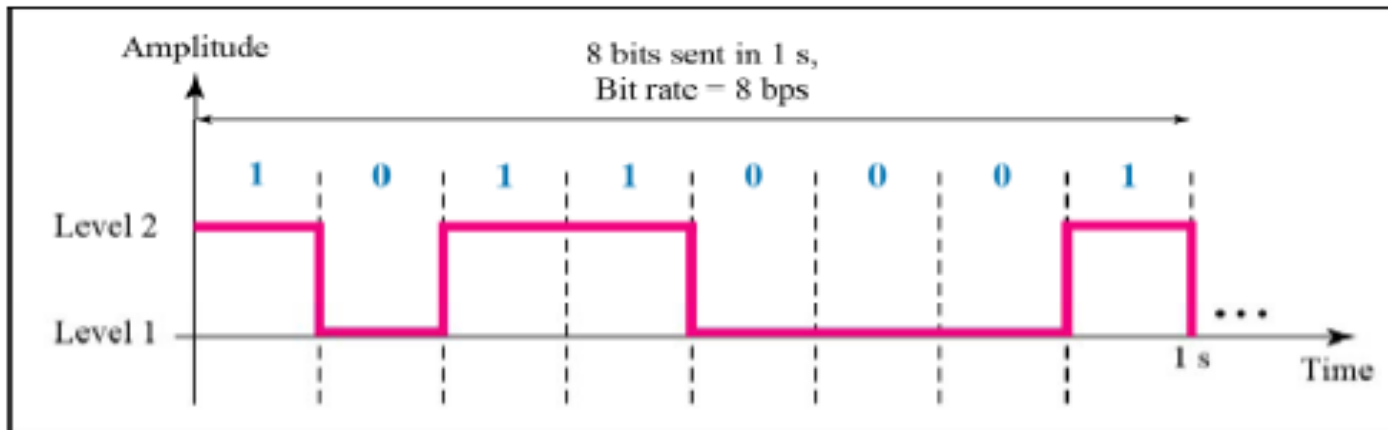 Amplitude
8 bits sent in 1 s,
Bit rate = 8 bps
1 0 1 1 0 0 0 1
Level 2
Level 1
...
1 s
Time